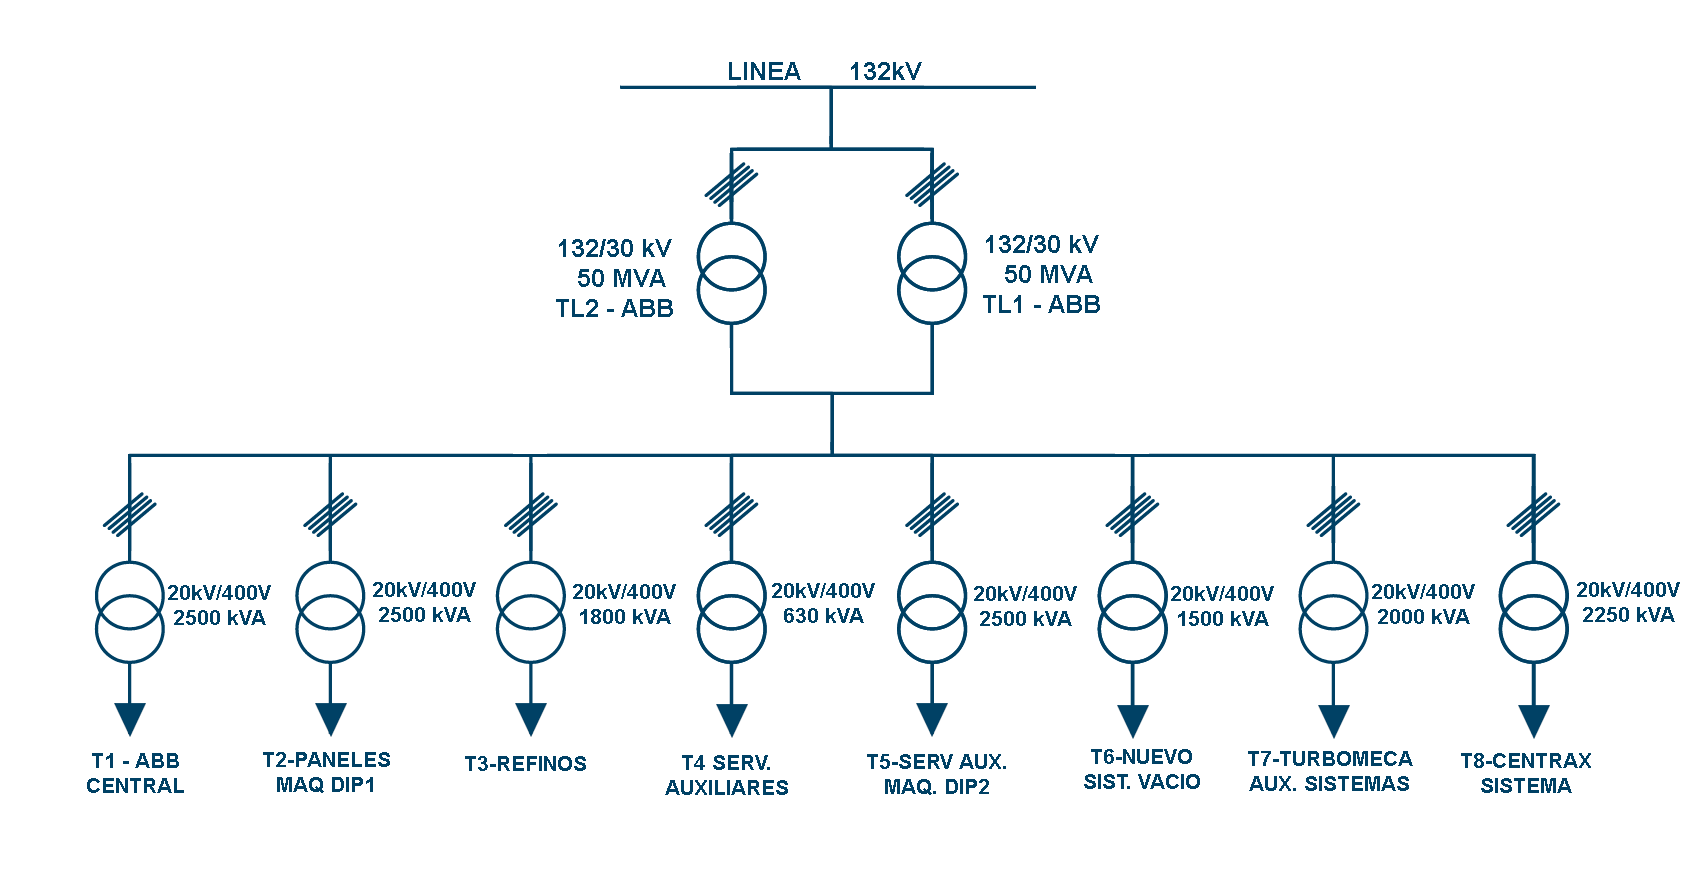 LINEA 132kV
132/30 kV
50 MVA
TL2 - ABB
132/30 kV
50 MVA
TL1 - ABB
20kV/400V
2500 kVA
20kV/400V
2500 kVA
20kV/400V
1800 kVA
20kV/400V
630 kVA
20kV/400V
2500 kVA
20kV/400V
1500 kVA
20kV/400V
2000 kVA
20kV/400V
2250 kVA
T1 - ABB
CENTRAL
T2-PANELES
MAQ DIP1
T3-REFINOS
T4 SERV.
AUXILIARES
T5-SERV AUX.
MAQ. DIP2
T6-NUEVO
SIST. VACIO
T7-TURBOMECA
AUX. SISTEMAS
T8-CENTRAX
SISTEMA